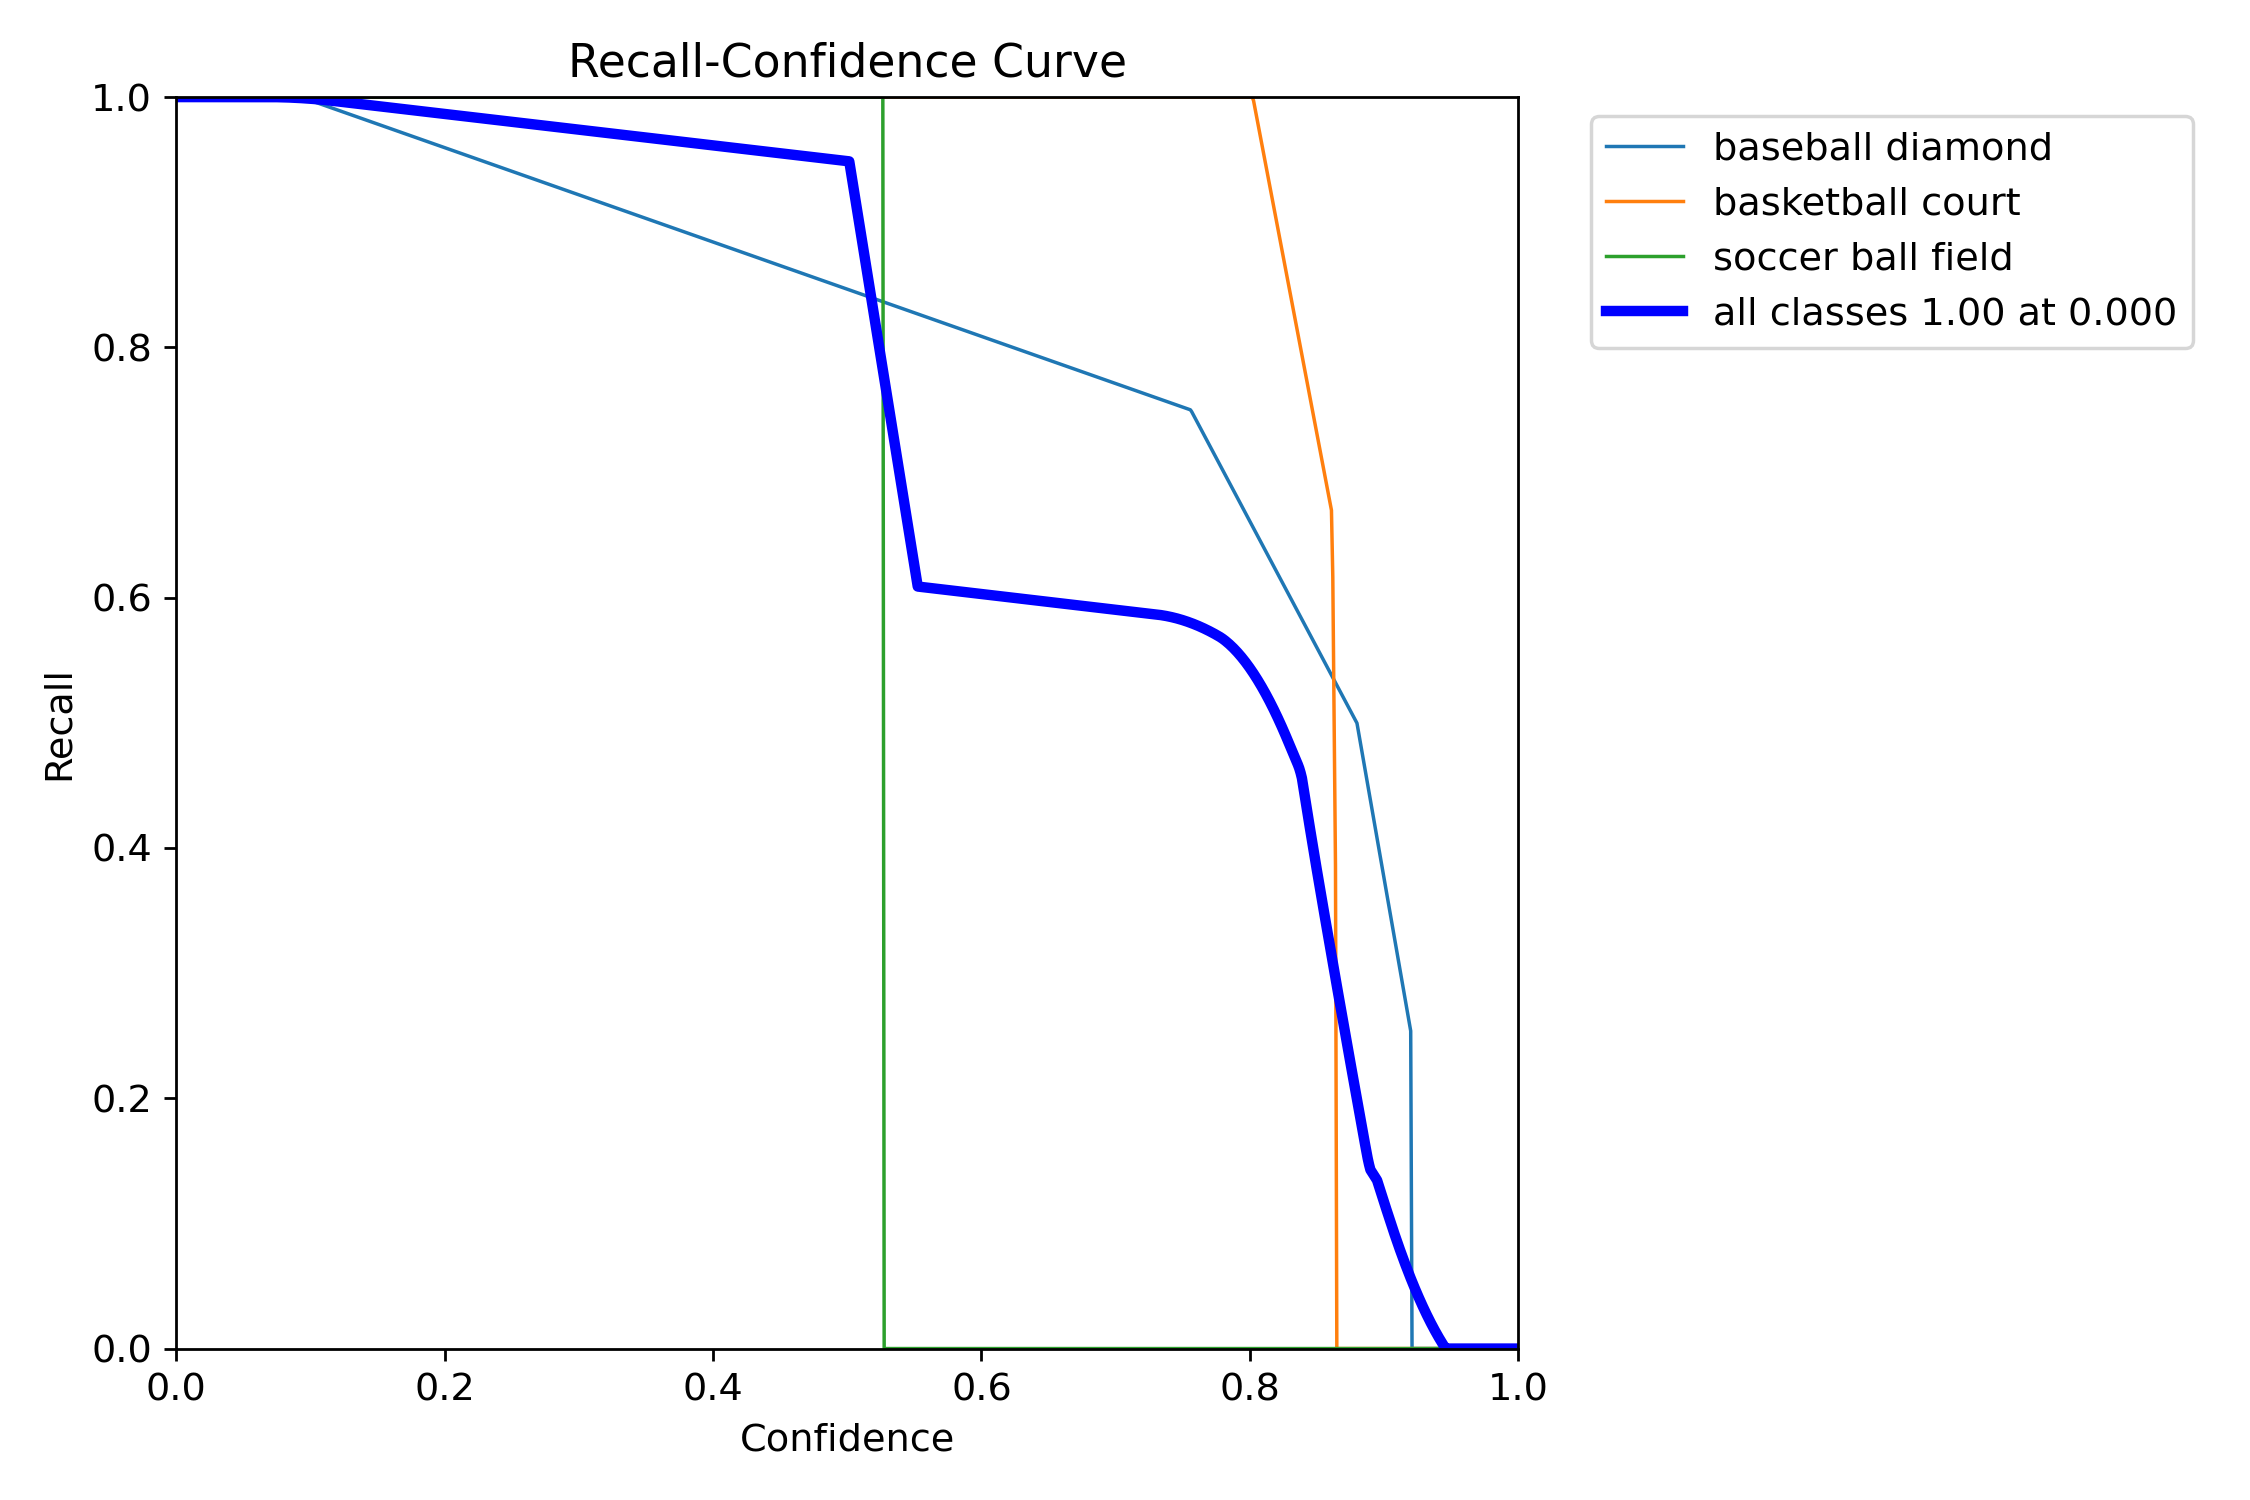 Recall-Confidence Curve
1.0
0.8
0.6
0.4
0.2
0.0
Recall
0.0 0.2 0.4 0.6 0.8 1.0
Confidence
baseball diamond
basketball court
soccer ball field
all classes 1.00 at 0.000